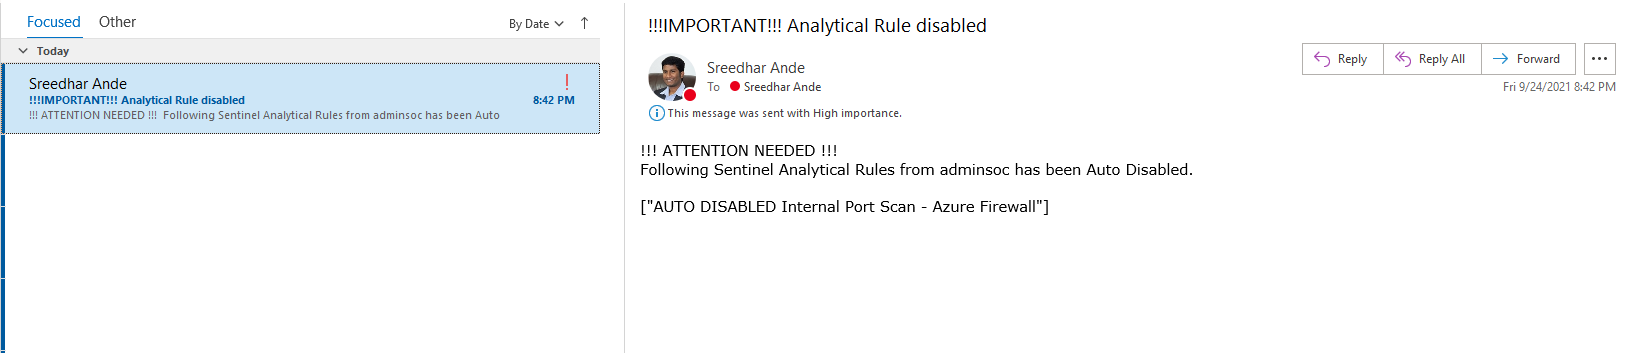 Focused Other
By Date
Today
Sreedhar Ande
!!!IMPORTANT!!! Analytical Rule disabled 8:42 PM
!!! ATTENTION NEEDED !!! Following Sentinel Analytical Rules from adminsoc has been Auto
!!!IMPORTANT!!! Analytical Rule disabled
Sreedhar Ande
To Sreedhar Ande
Reply Reply All Forward ...
Fri 9/24/2021 8:42 PM
This message was sent with High importance.
!!! ATTENTION NEEDED !!!
Following Sentinel Analytical Rules from adminsoc has been Auto Disabled.
["AUTO DISABLED Internal Port Scan - Azure Firewall"]